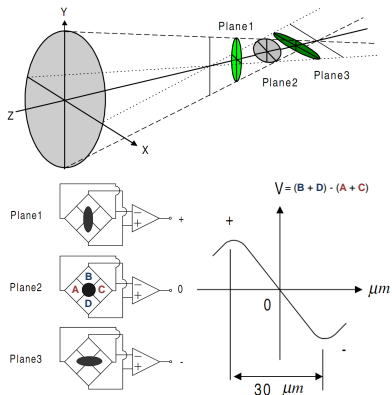 Y
Plane1
Plane2
Plane3
Z
X
Plane1
+
V = (B + D) - (A + C)
+
Plane2
B
A
C
D
0
0
μm
Plane3
-
-
30 μm